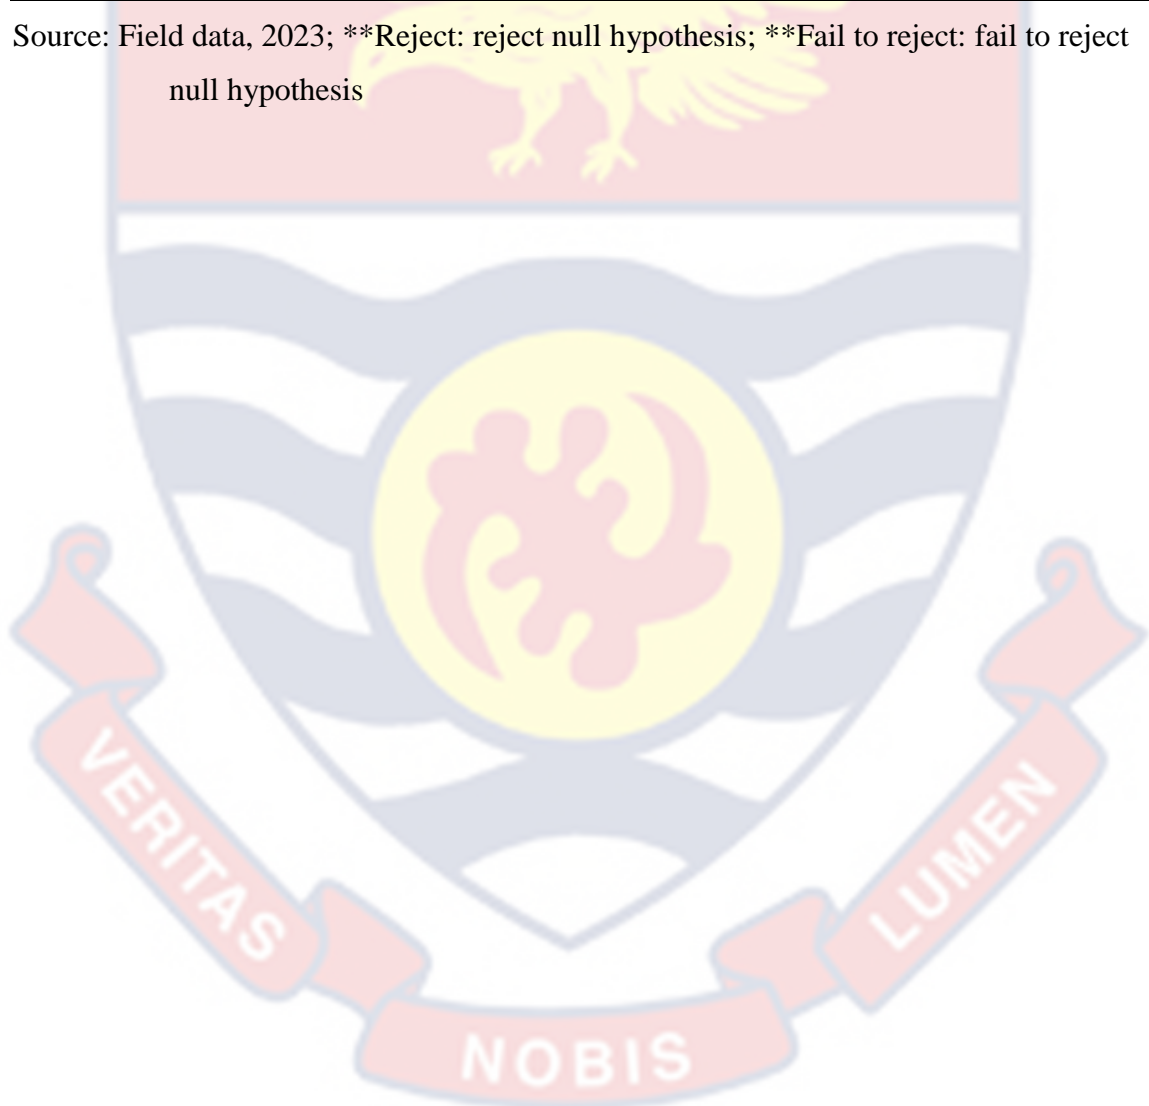 Source: Field data, 2023; **Reject: reject null hypothesis; **Fail to reject: fail to reject
null hypothesis
VERITAS
NOBIS
LUMEN